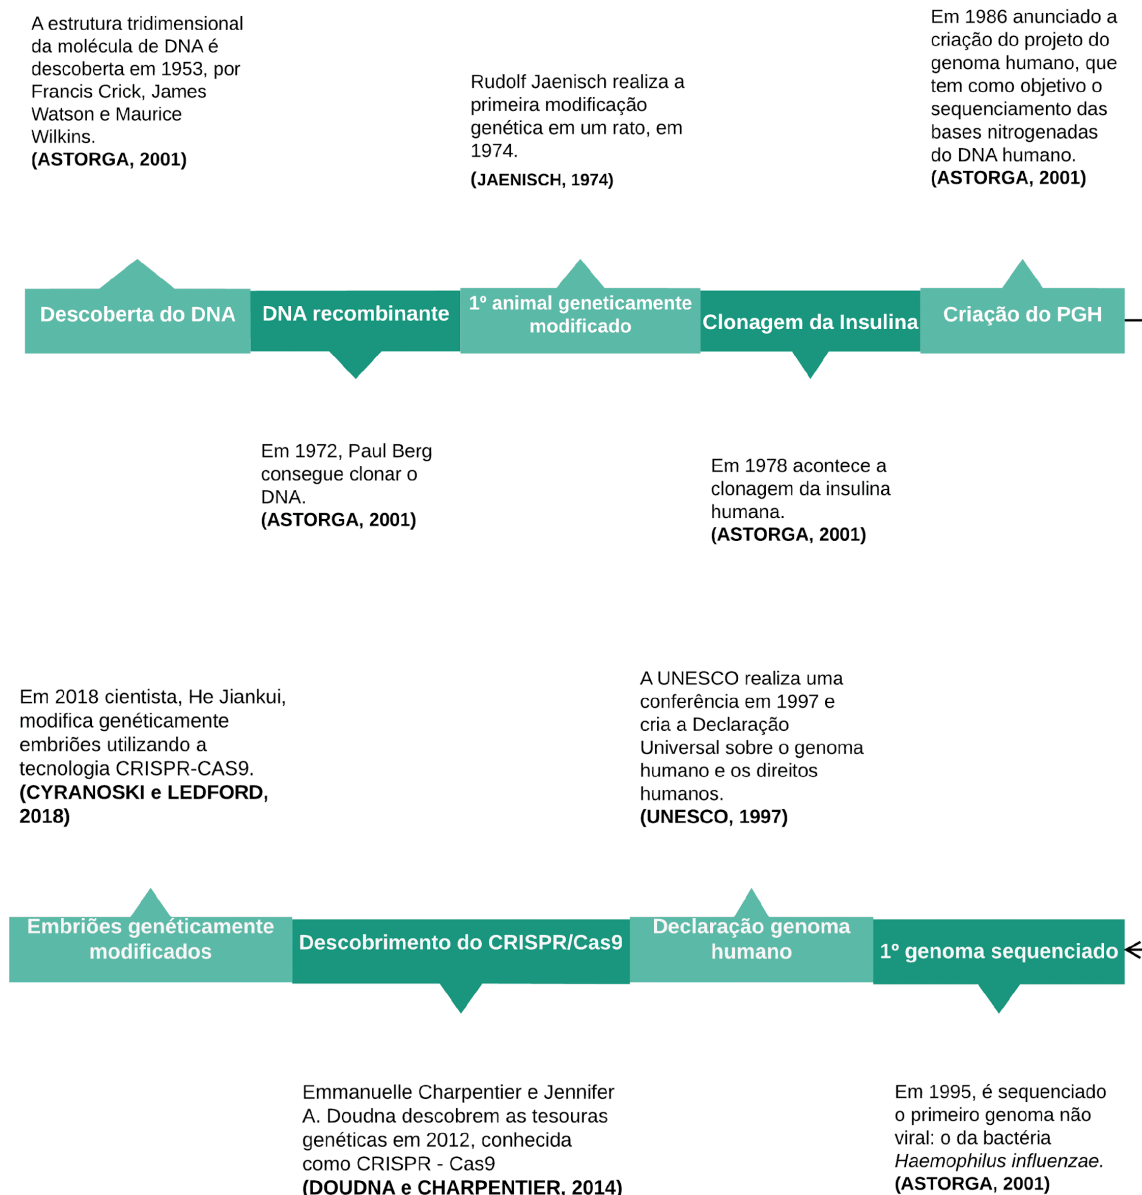 A estrutura tridimensional
da molécula de DNA é
descoberta em 1953, por
Francis Crick, James
Watson e Maurice
Wilkins.
(ASTORGA, 2001)
Rudolf Jaenisch realiza a
primeira modificação
genética em um rato, em
1974.
(JAENISCH, 1974)
Em 1986 anunciado a
criação do projeto do
genoma humano, que
tem como objetivo o
sequenciamento das
bases nitrogenadas
do DNA humano.
(ASTORGA, 2001)
Descoberta do DNA
DNA recombinante
1º animal geneticamente
modificado
Clonagem da Insulina
Criação do PGH
Em 1972, Paul Berg
consegue clonar o
DNA.
(ASTORGA, 2001)
Em 1978 acontece a
clonagem da insulina
humana.
(ASTORGA, 2001)
Em 2018 cientista, He Jiankui,
modifica genéticamente
embriões utilizando a
tecnologia CRISPR-CAS9.
(CYRANOSKI e LEDFORD,
2018)
A UNESCO realiza uma
conferência em 1997 e
cria a Declaração
Universal sobre o genoma
humano e os direitos
humanos.
(UNESCO, 1997)
Embriões genéticamente
modificados
Descobrimento do CRISPR/Cas9
Declaração genoma
humano
1º genoma sequenciado
Emmanuelle Charpentier e Jennifer
A. Doudna descobrem as tesouras
genéticas em 2012, conhecida
como CRISPR - Cas9
(DOUDNA e CHARPENTIER, 2014)
Em 1995, é sequenciado
o primeiro genoma não
viral: o da bactéria
Haemophilus influenzae.
(ASTORGA, 2001)